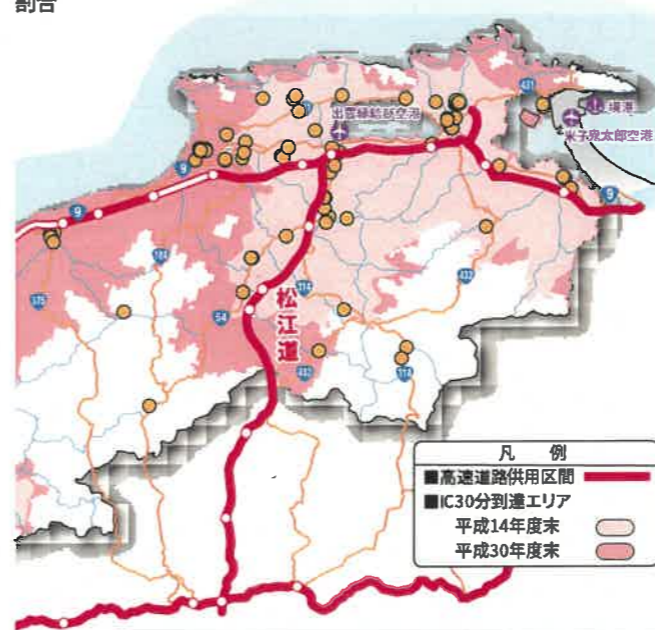 割合
431
出雲縁結び空港
境港
米子鬼太郎空港
9
9
9
184
375
54
314
432
松江道
314
凡 例
■高速道路供用区間
■IC30分到達エリア
平成14年度末
平成30年度末